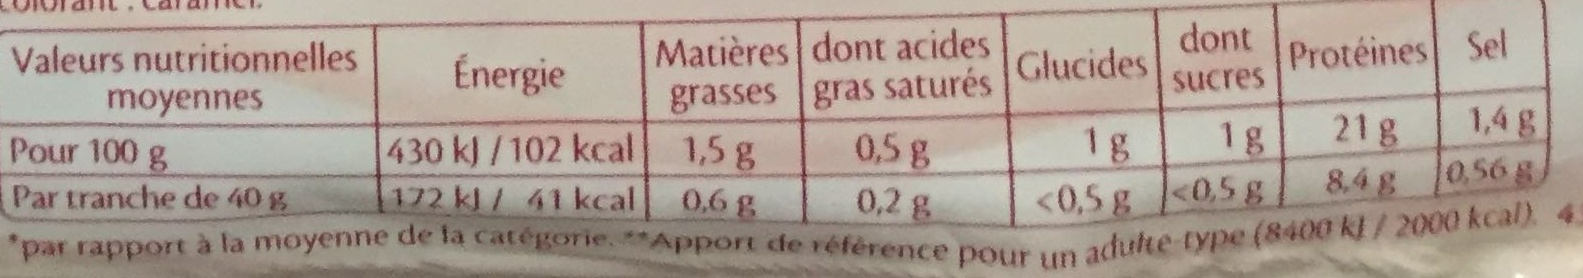 colorant : caramel.
Valeurs nutritionnelles moyennes Énergie Matières grasses dont acides gras saturés Glucides dont sucres Protéines Sel
Pour 100 g 430 kJ / 102 kcal 1,5 g 0,5 g 1 g 1 g 21 g 1,4 g
Par tranche de 40 g 172 kJ / 41 kcal 0,6 g 0,2 g <0,5 g <0,5 g 8,4 g 0,56 g
*par rapport à la moyenne de la catégorie. **Apport de référence pour un adulte-type (8400 kJ / 2000 kcal).